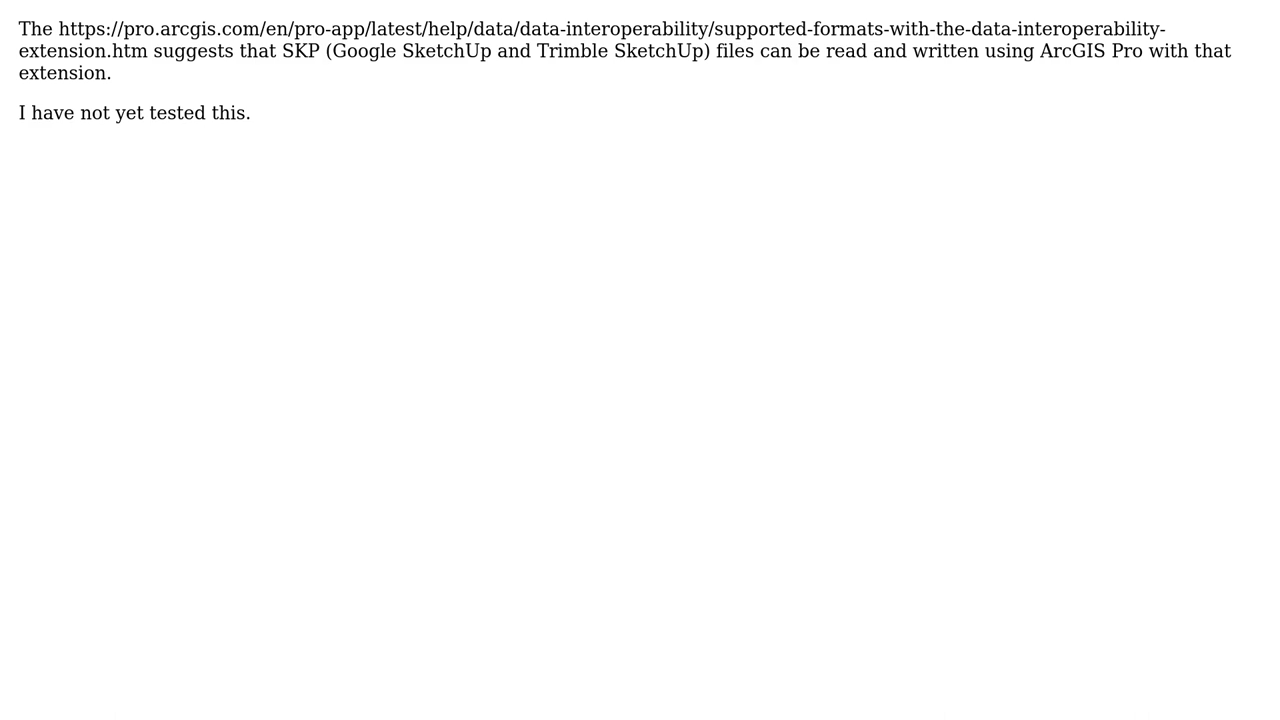 The https://pro.arcgis.com/en/pro-app/latest/help/data/data-interoperability/supported-formats-with-the-data-interoperability-
extension.htm suggests that SKP (Google SketchUp and Trimble SketchUp) files can be read and written using ArcGIS Pro with that
extension.
I have not yet tested this.